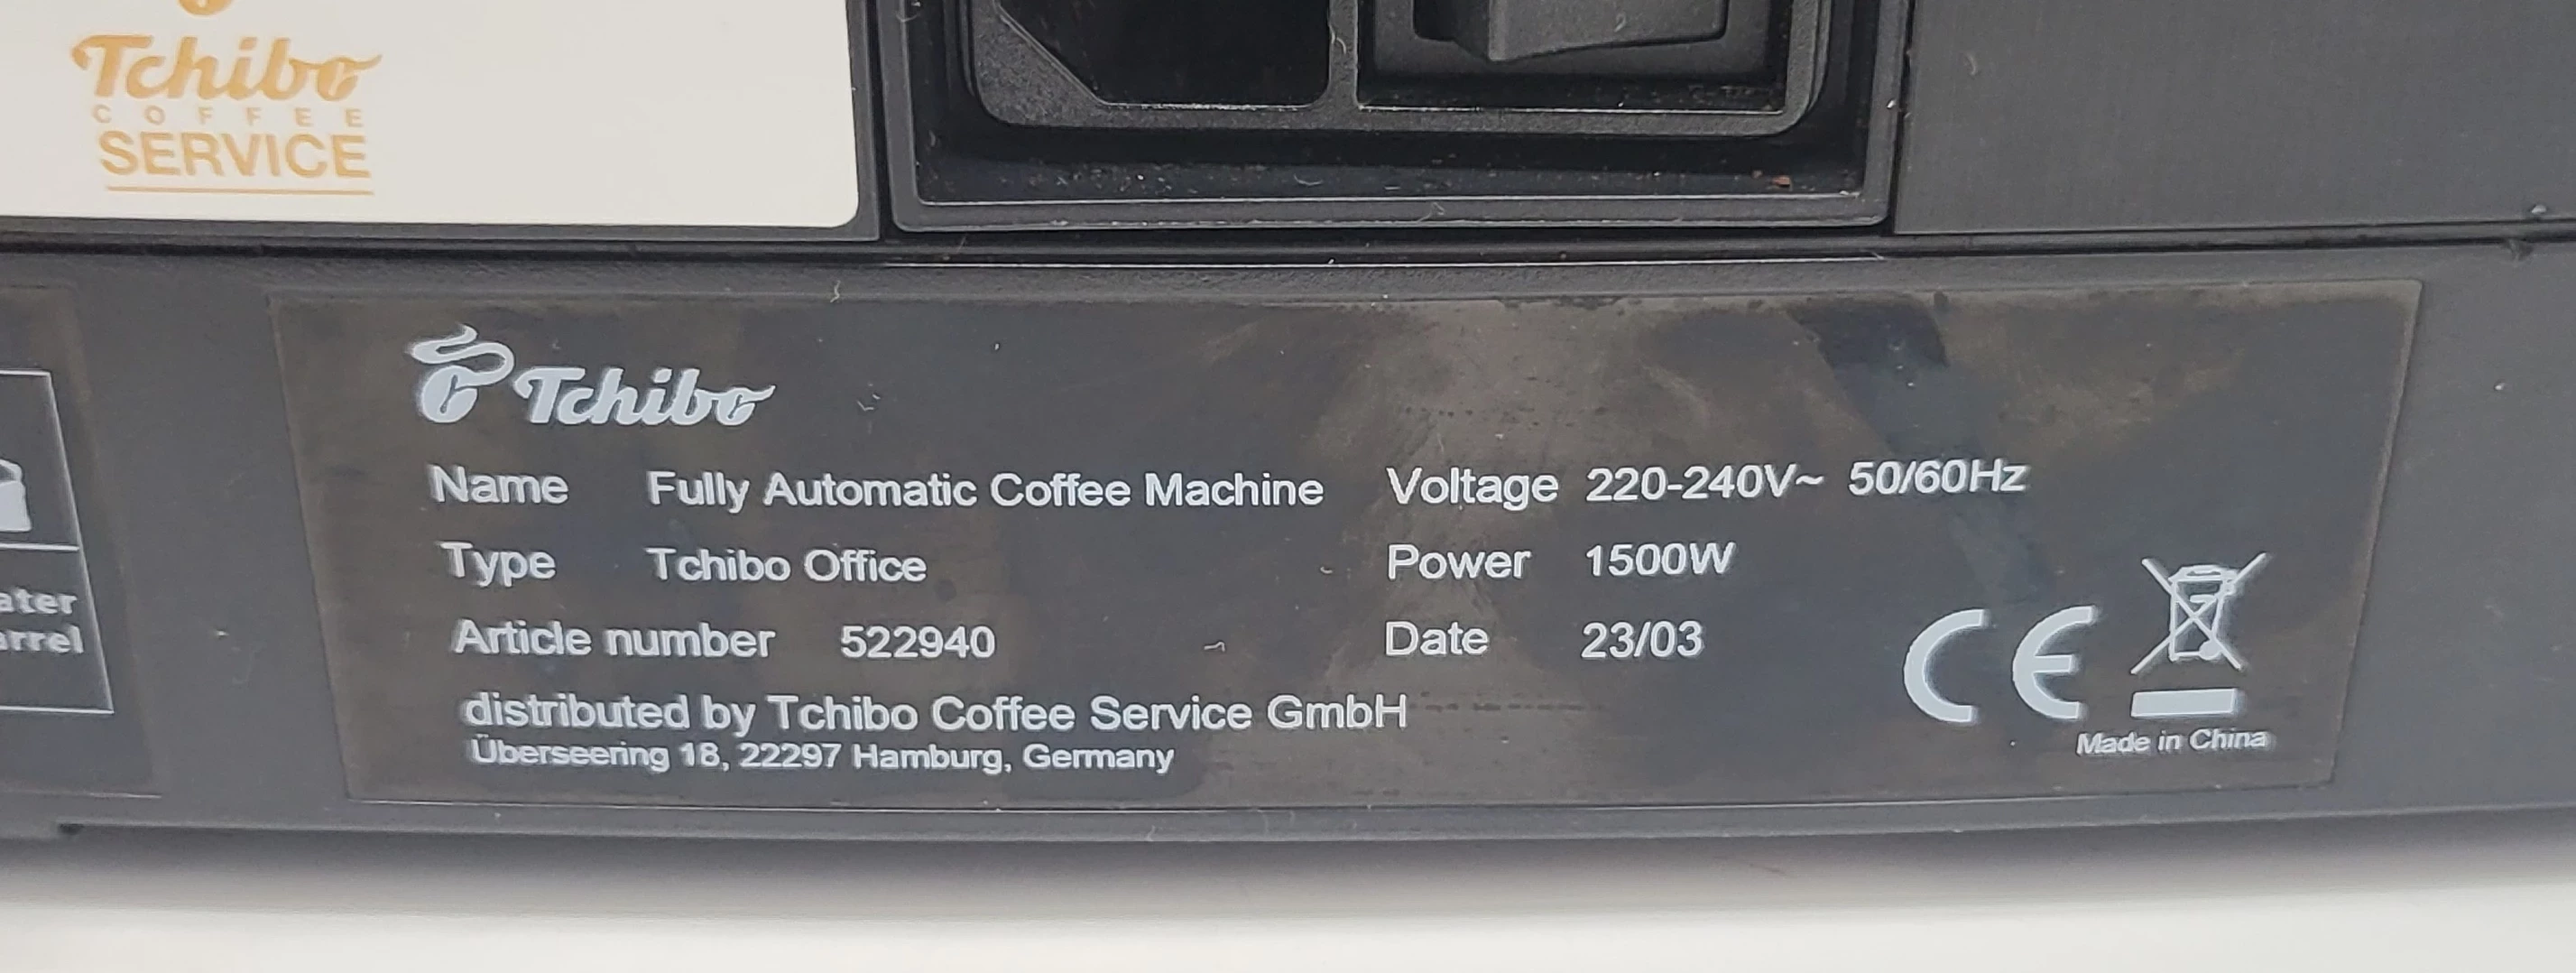 Tchibo
COFFEE
SERVICE
Tchibo
Name Fully Automatic Coffee Machine Voltage 220-240V~ 50/60Hz
Type Tchibo Office Power 1500W
Article number 522940 Date 23/03
distributed by Tchibo Coffee Service GmbH
Überseering 18, 22297 Hamburg, Germany
CE
Made in China